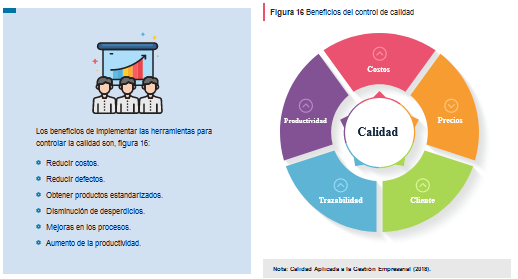 Los beneficios de implementar las herramientas para
controlar la calidad son, figura 16:
Reducir costos.
Reducir defectos.
Obtener productos estandarizados.
Disminución de desperdicios.
Mejoras en los procesos.
Aumento de la productividad.
Figura 16 Beneficios del control de calidad
Costos
Productividad
Precios
Calidad
Trazabilidad
Cliente
Nota: Calidad Aplicada a la Gestión Empresarial (2018).